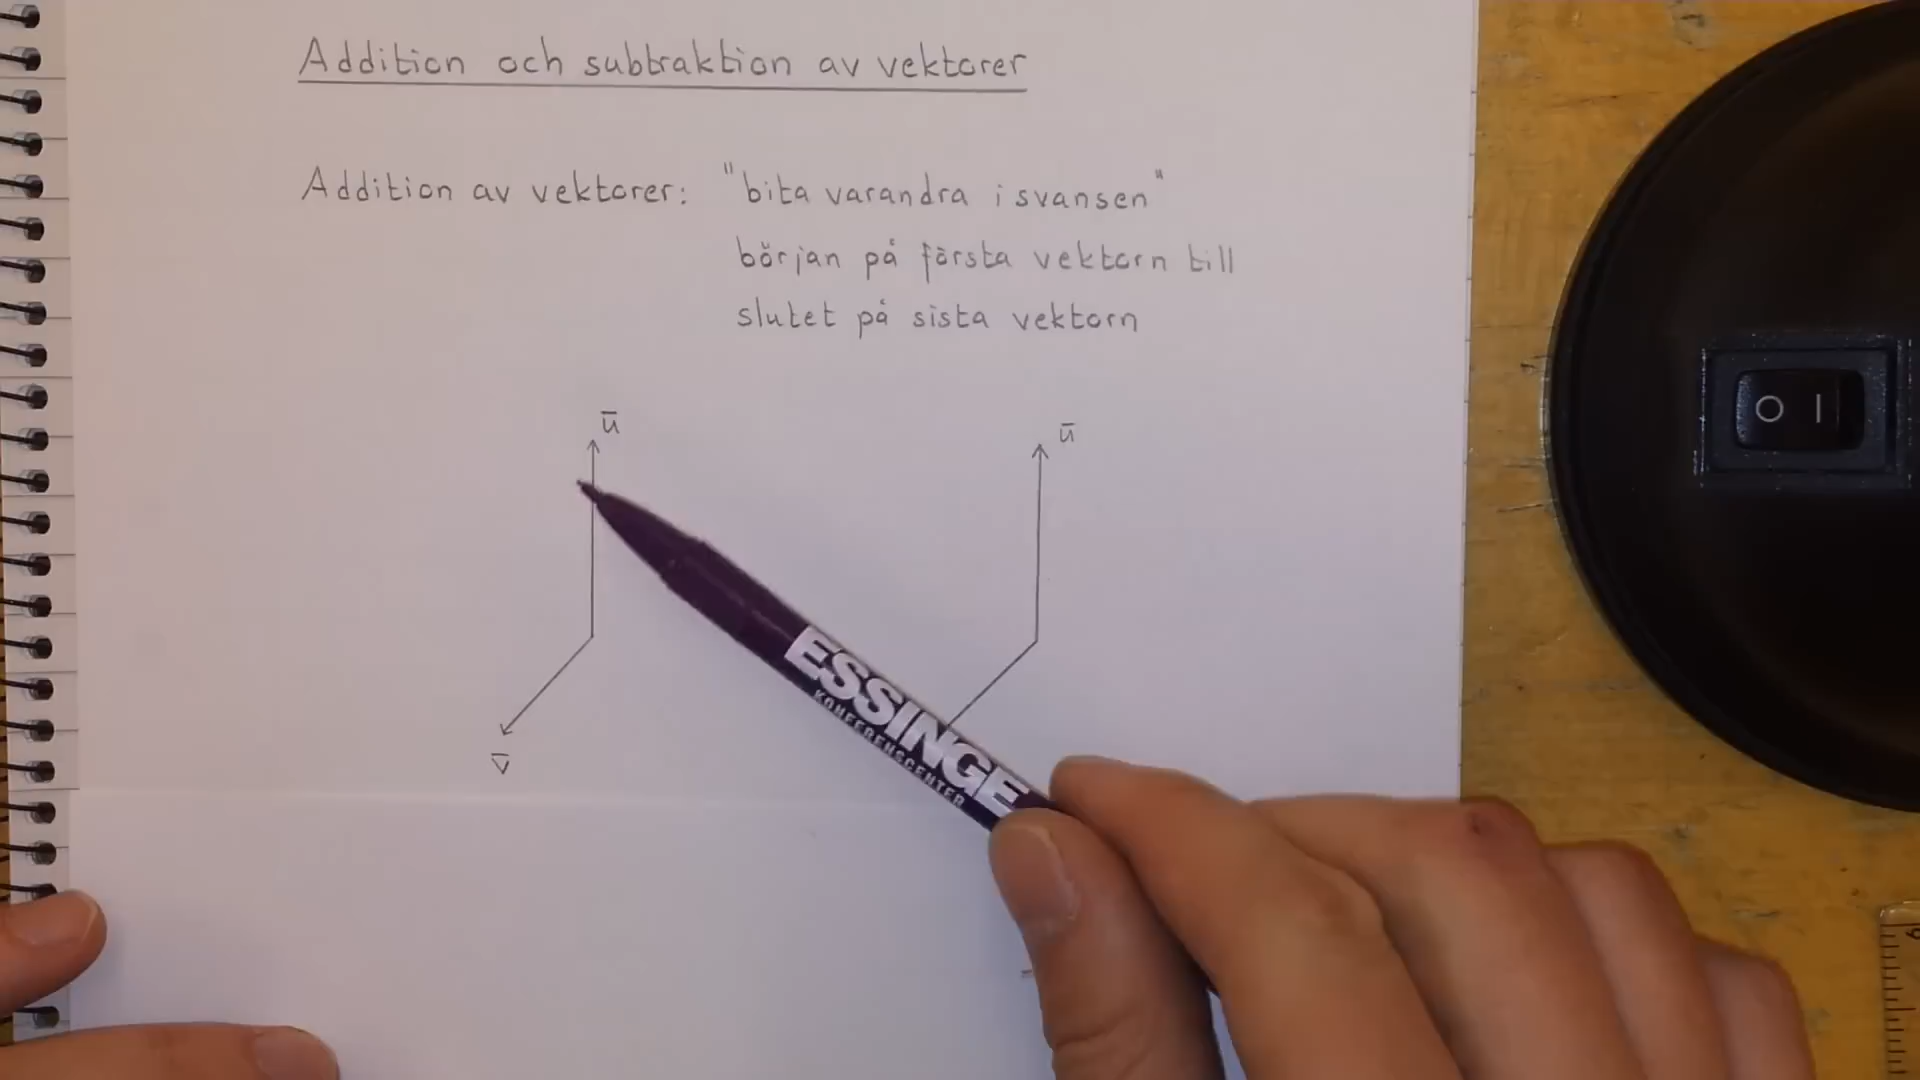 Addition och subtraktion av vektorer
Addition av vektorer: "bita varandra i svansen"
början på första vektorn till
slutet på sista vektorn
u̅
u̅
v̅
O I
ESSINGE
KONFERENSCENTER